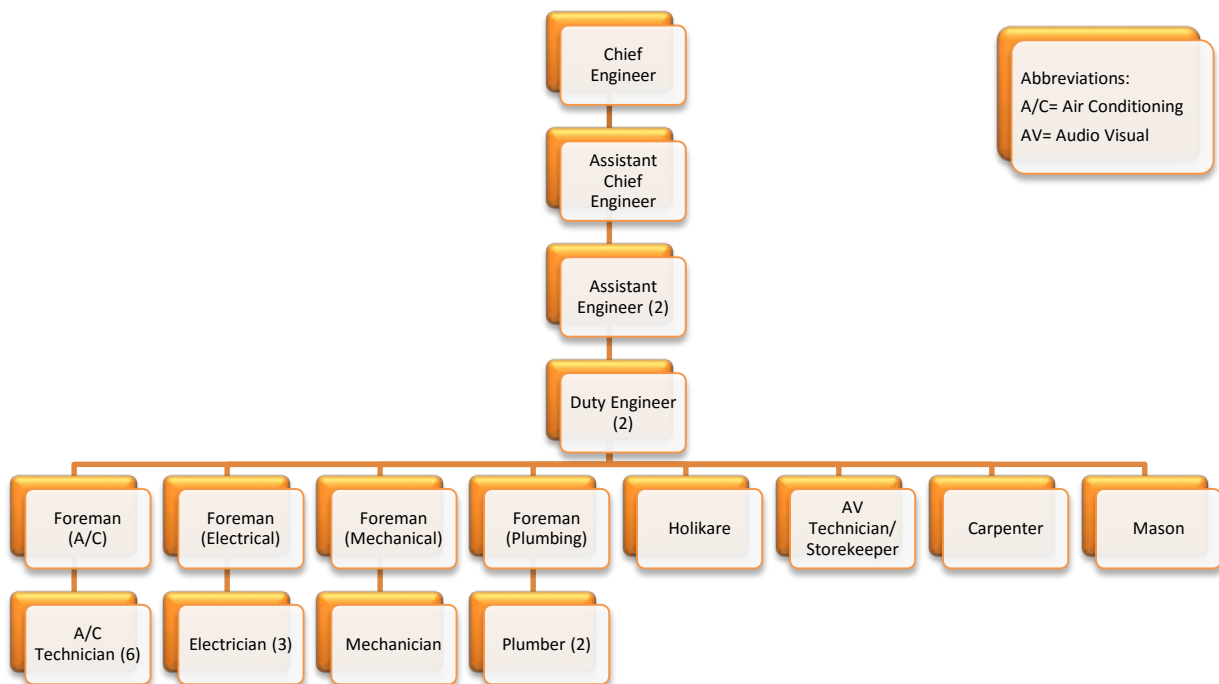 Chief
Engineer
Abbreviations:
A/C= Air Conditioning
AV= Audio Visual
Assistant
Chief
Engineer
Assistant
Engineer (2)
Duty Engineer
(2)
Foreman
(A/C)
Foreman
(Electrical)
Foreman
(Mechanical)
Foreman
(Plumbing)
Holikare
AV
Technician/
Storekeeper
Carpenter
Mason
A/C
Technician (6)
Electrician (3)
Mechanician
Plumber (2)